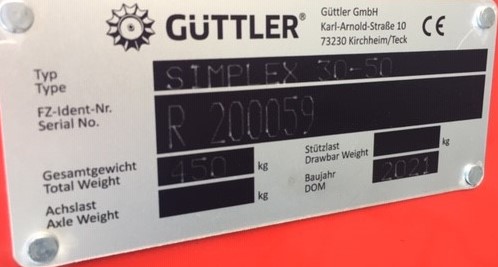 GÜTTLER®
Güttler GmbH
Karl-Arnold-Straße 10
73230 Kirchheim/Teck
CE
Typ
Type
SIMPLEX 30-50
FZ-Ident-Nr.
Serial No.
R 200059
Gesamtgewicht
Total Weight
450 kg
Stützlast
Drawbar Weight
kg
Achslast
Axle Weight
kg
Baujahr
DOM
2021